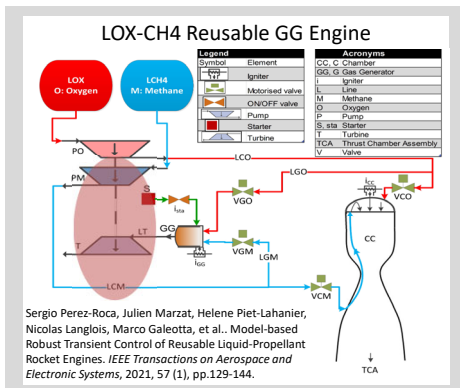 LOX-CH4 Reusable GG Engine
LOX
O: Oxygen
LCH4
M: Methane
Legend
Symbol Element
Igniter
Motorised valve
ON/OFF valve
Pump
Starter
Turbine
Acronyms
CC, C Chamber
GG, G Gas Generator
i Igniter
L Line
M Methane
O Oxygen
P Pump
S, sta Starter
T Turbine
TCA Thrust Chamber Assembly
V Valve
PO
LCO
PM
LGO
S
ista
VGO
iCC
VCO
GG
LT
CC
T
VGM
iGG
LGM
LCM
VCM
Sergio Perez-Roca, Julien Marzat, Helene Piet-Lahanier,
Nicolas Langlois, Marco Galeotta, et al.. Model-based
Robust Transient Control of Reusable Liquid-Propellant
Rocket Engines. IEEE Transactions on Aerospace and
Electronic Systems, 2021, 57 (1), pp.129-144.
TCA